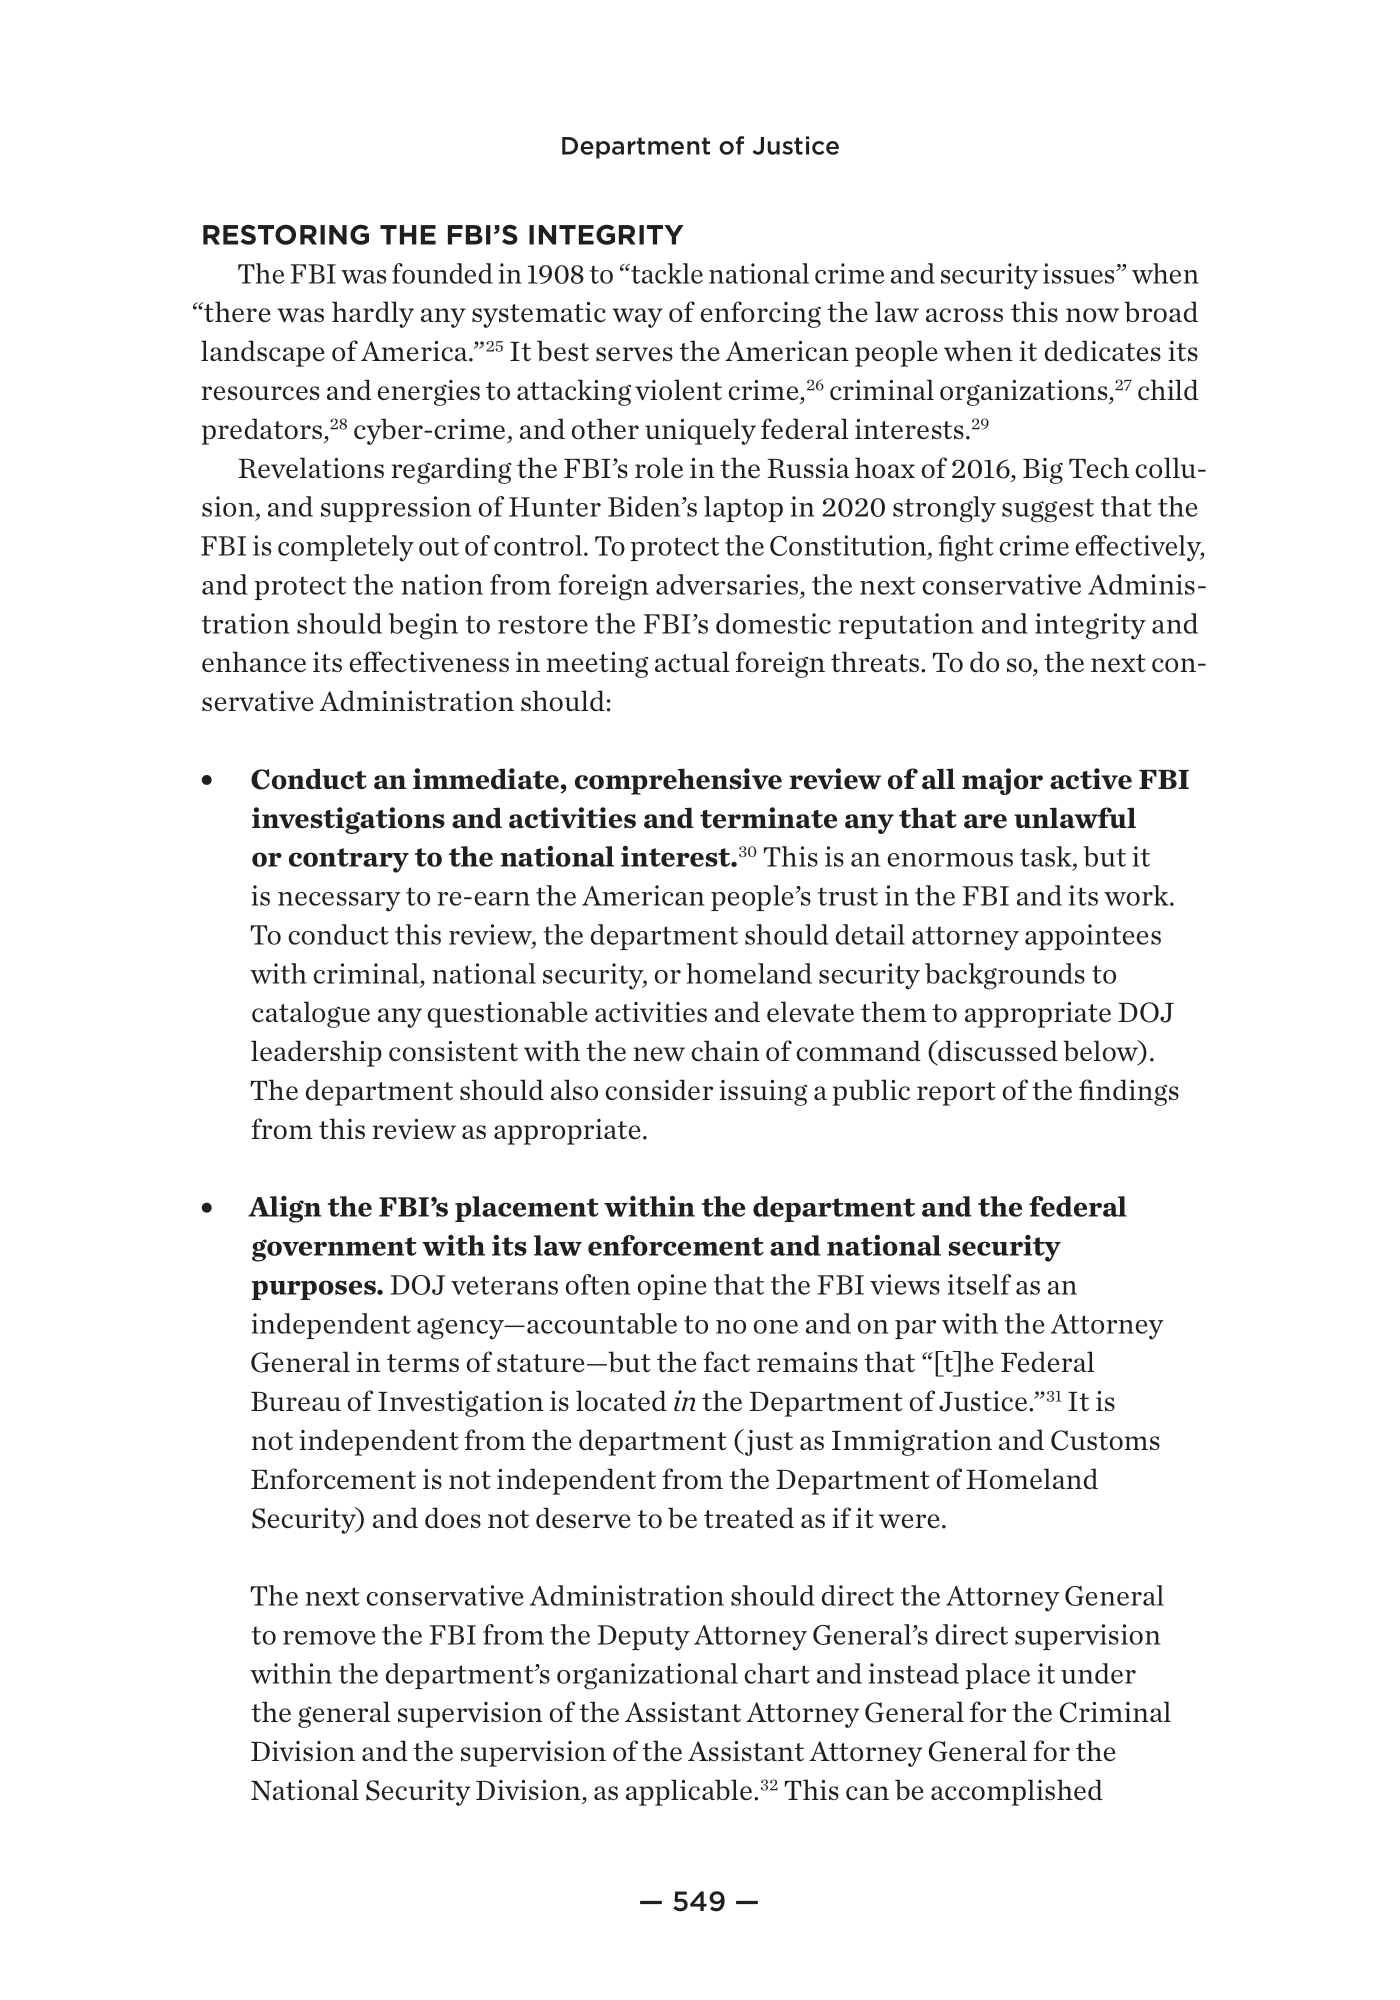 Department of Justice
RESTORING THE FBI’S INTEGRITY
The FBI was founded in 1908 to “tackle national crime and security issues” when
“there was hardly any systematic way of enforcing the law across this now broad
landscape of America.”25 It best serves the American people when it dedicates its
resources and energies to attacking violent crime,26 criminal organizations,27 child
predators,28 cyber-crime, and other uniquely federal interests.29
Revelations regarding the FBI’s role in the Russia hoax of 2016, Big Tech collu-
sion, and suppression of Hunter Biden’s laptop in 2020 strongly suggest that the
FBI is completely out of control. To protect the Constitution, fight crime effectively,
and protect the nation from foreign adversaries, the next conservative Adminis-
tration should begin to restore the FBI’s domestic reputation and integrity and
enhance its effectiveness in meeting actual foreign threats. To do so, the next con-
servative Administration should:
• Conduct an immediate, comprehensive review of all major active FBI
investigations and activities and terminate any that are unlawful
or contrary to the national interest.30 This is an enormous task, but it
is necessary to re-earn the American people’s trust in the FBI and its work.
To conduct this review, the department should detail attorney appointees
with criminal, national security, or homeland security backgrounds to
catalogue any questionable activities and elevate them to appropriate DOJ
leadership consistent with the new chain of command (discussed below).
The department should also consider issuing a public report of the findings
from this review as appropriate.
• Align the FBI’s placement within the department and the federal
government with its law enforcement and national security
purposes. DOJ veterans often opine that the FBI views itself as an
independent agency—accountable to no one and on par with the Attorney
General in terms of stature—but the fact remains that “[t]he Federal
Bureau of Investigation is located in the Department of Justice.”31 It is
not independent from the department (just as Immigration and Customs
Enforcement is not independent from the Department of Homeland
Security) and does not deserve to be treated as if it were.
The next conservative Administration should direct the Attorney General
to remove the FBI from the Deputy Attorney General’s direct supervision
within the department’s organizational chart and instead place it under
the general supervision of the Assistant Attorney General for the Criminal
Division and the supervision of the Assistant Attorney General for the
National Security Division, as applicable.32 This can be accomplished
— 549 —